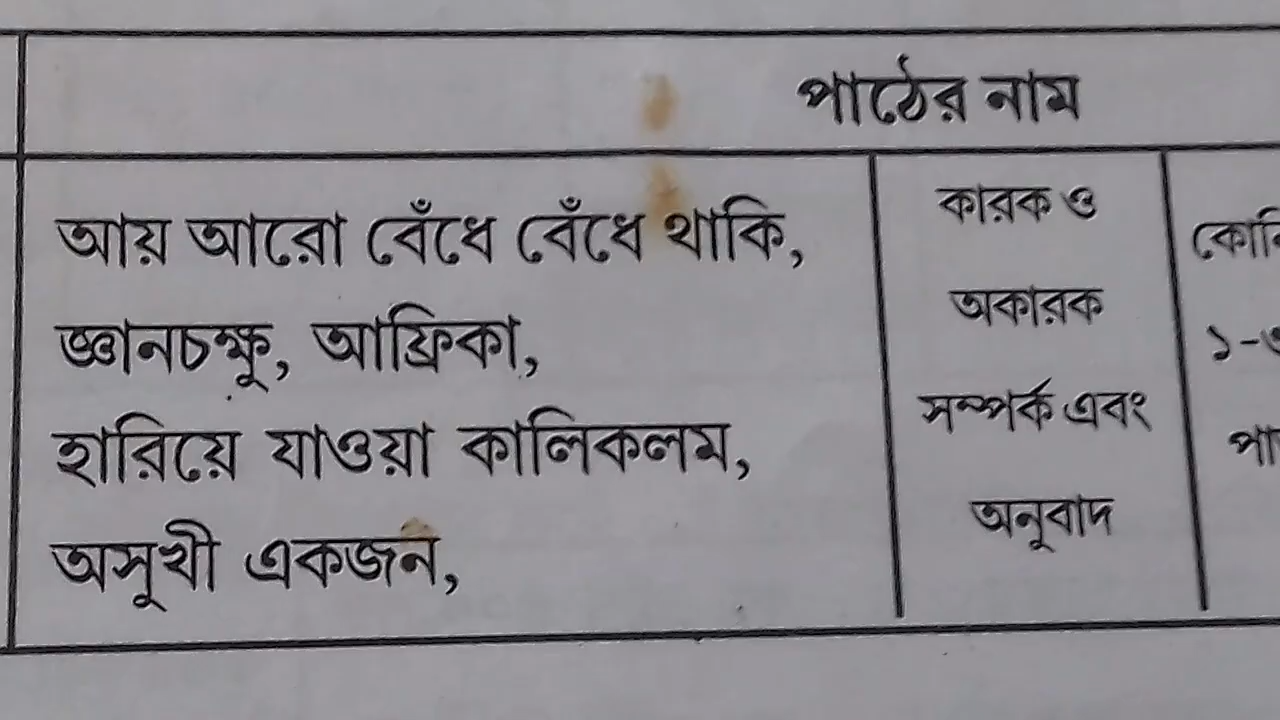 পাঠের নাম
আয় আরো বেঁধে বেঁধে থাকি,
জ্ঞানচক্ষু, আফ্রিকা,
হারিয়ে যাওয়া কালিকলম,
অসুখী একজন,
কারক ও
অকারক
সম্পর্ক এবং
অনুবাদ